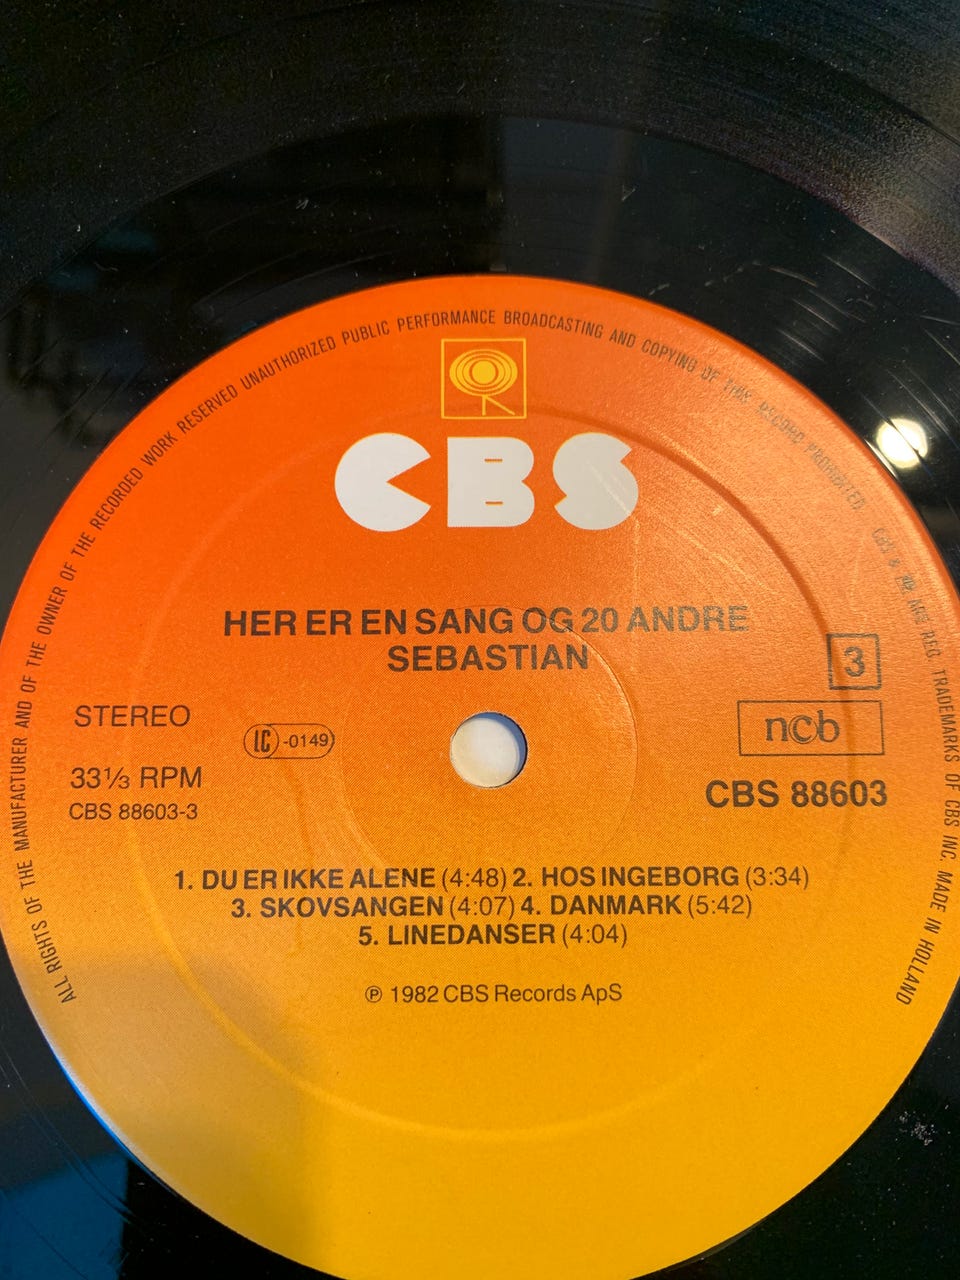 ALL RIGHTS OF THE MANUFACTURER AND OF THE OWNER OF THE RECORDED WORK RESERVED UNAUTHORIZED PUBLIC PERFORMANCE BROADCASTING AND COPYING OF THIS RECORD PROHIBITED CBS & MFS REG. TRADEMARKS OF CBS INC. MADE IN HOLLAND
CBS
HER ER EN SANG OG 20 ANDRE
SEBASTIAN
3
STEREO
LC-0149
ncb
33⅓ RPM
CBS 88603
CBS 88603-3
1. DU ER IKKE ALENE (4:48) 2. HOS INGEBORG (3:34)
3. SKOVSANGEN (4:07) 4. DANMARK (5:42)
5. LINEDANSER (4:04)
℗ 1982 CBS Records ApS